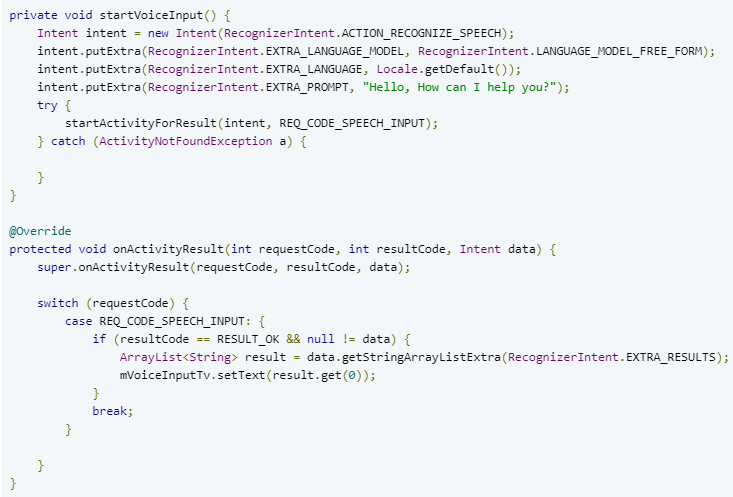 private void startVoiceInput() {
    Intent intent = new Intent(RecognizerIntent.ACTION_RECOGNIZE_SPEECH);
    intent.putExtra(RecognizerIntent.EXTRA_LANGUAGE_MODEL, RecognizerIntent.LANGUAGE_MODEL_FREE_FORM);
    intent.putExtra(RecognizerIntent.EXTRA_LANGUAGE, Locale.getDefault());
    intent.putExtra(RecognizerIntent.EXTRA_PROMPT, "Hello, How can I help you?");
    try {
        startActivityForResult(intent, REQ_CODE_SPEECH_INPUT);
    } catch (ActivityNotFoundException a) {

    }
}

@Override
protected void onActivityResult(int requestCode, int resultCode, Intent data) {
    super.onActivityResult(requestCode, resultCode, data);

    switch (requestCode) {
        case REQ_CODE_SPEECH_INPUT: {
            if (resultCode == RESULT_OK && null != data) {
                ArrayList<String> result = data.getStringArrayListExtra(RecognizerIntent.EXTRA_RESULTS);
                mVoiceInputTv.setText(result.get(0));
            }
            break;
        }

    }
}